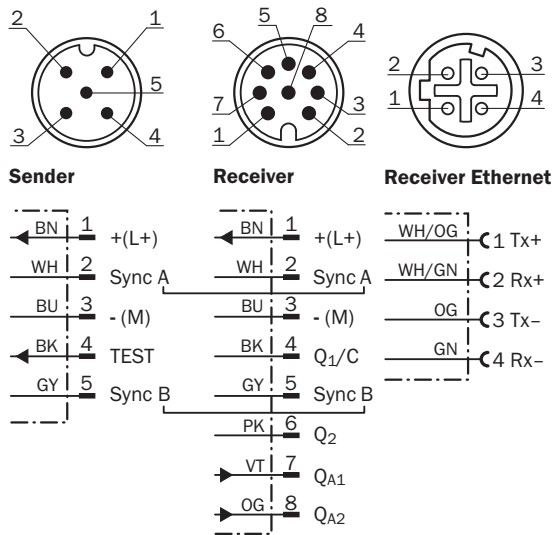 2 1 5 3 4
5 8 6 4 7 3 1 2
2 3 1 4
Sender
Receiver
Receiver Ethernet
BN 1 +(L+)
WH 2 Sync A
BU 3 - (M)
BK 4 TEST
GY 5 Sync B
BN 1 +(L+)
WH 2 Sync A
BU 3 - (M)
BK 4 Q1/C
GY 5 Sync B
PK 6 Q2
VT 7 QA1
OG 8 QA2
WH/OG 1 Tx+
WH/GN 2 Rx+
OG 3 Tx–
GN 4 Rx–